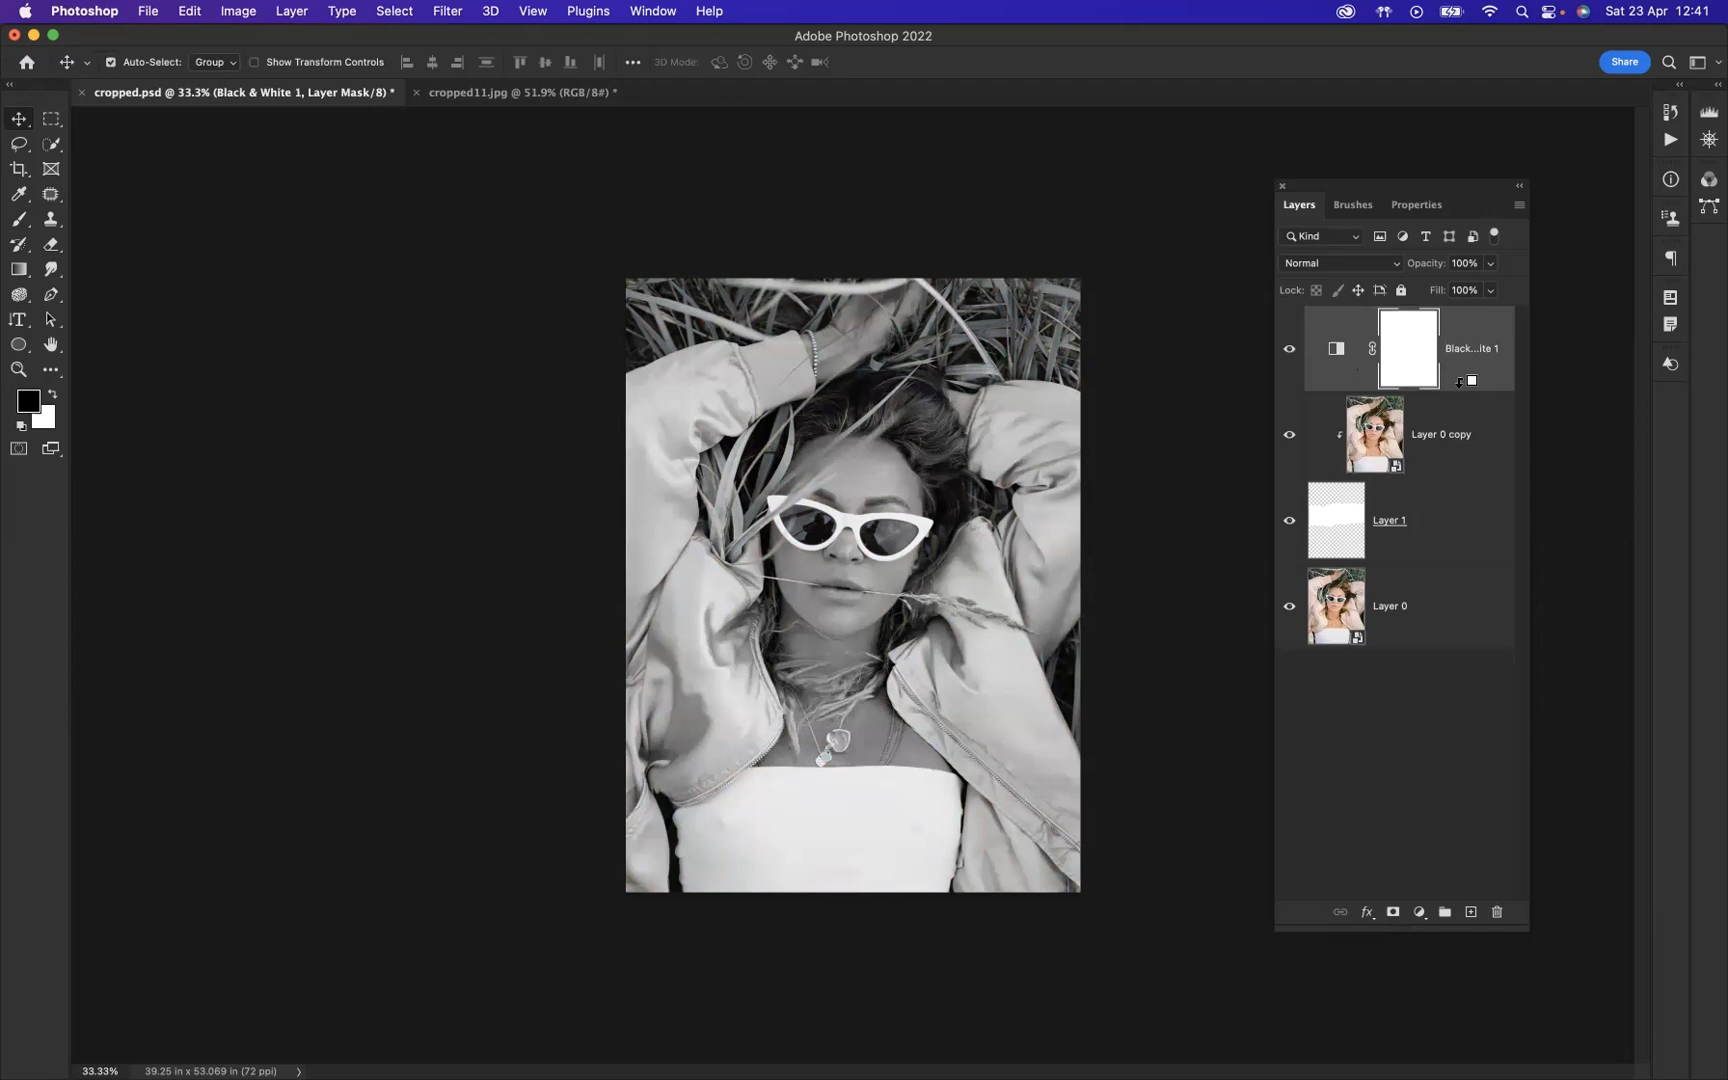 Photoshop File Edit Image Layer Type Select Filter 3D View Plugins Window Help Sat 23 Apr 12:41
Adobe Photoshop 2022
Auto-Select: Group Show Transform Controls 3D Mode: Share
cropped.psd @ 33.3% (Black & White 1, Layer Mask/8) * cropped11.jpg @ 51.9% (RGB/8#) *
Layers Brushes Properties
Kind
Normal Opacity: 100%
Lock: Fill: 100%
Black...ite 1
Layer 0 copy
Layer 1
Layer 0
33.33% 39.25 in x 53.069 in (72 ppi)